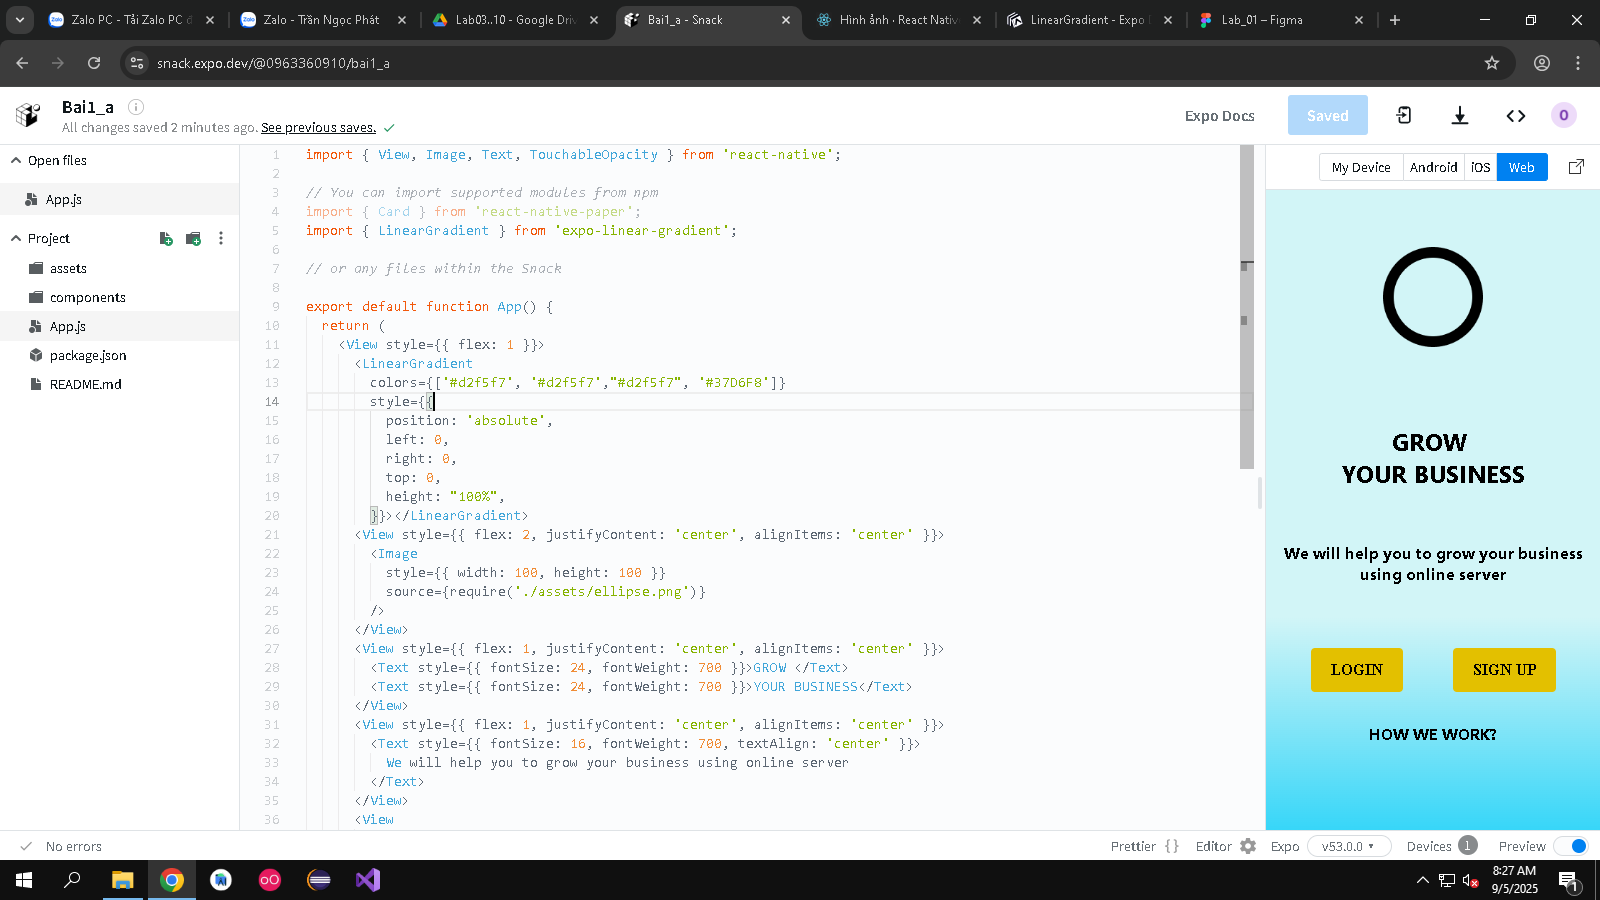 Zalo PC - Tải Zalo PC đ
Zalo - Trần Ngọc Phát
Lab03..10 - Google Driv
Bai1_a - Snack
Hình ảnh · React Native
LinearGradient - Expo
Lab_01 – Figma
snack.expo.dev/@0963360910/bai1_a
Bai1_a
All changes saved 2 minutes ago. See previous saves.
Expo Docs
Saved
O
Open files
App.js
Project
assets
components
App.js
package.json
README.md
1 import { View, Image, Text, TouchableOpacity } from 'react-native';
2
3 // You can import supported modules from npm
4 import { Card } from 'react-native-paper';
5 import { LinearGradient } from 'expo-linear-gradient';
6
7 // or any files within the Snack
8
9 export default function App() {
10 return (
11 <View style={{ flex: 1 }}>
12 <LinearGradient
13 colors={['#d2f5f7', '#d2f5f7',"#d2f5f7", '#37D6F8']}
14 style={{
15 position: 'absolute',
16 left: 0,
17 right: 0,
18 top: 0,
19 height: "100%",
20 }}></LinearGradient>
21 <View style={{ flex: 2, justifyContent: 'center', alignItems: 'center' }}>
22 <Image
23 style={{ width: 100, height: 100 }}
24 source={require('./assets/ellipse.png')}
25 />
26 </View>
27 <View style={{ flex: 1, justifyContent: 'center', alignItems: 'center' }}>
28 <Text style={{ fontSize: 24, fontWeight: 700 }}>GROW </Text>
29 <Text style={{ fontSize: 24, fontWeight: 700 }}>YOUR BUSINESS</Text>
30 </View>
31 <View style={{ flex: 1, justifyContent: 'center', alignItems: 'center' }}>
32 <Text style={{ fontSize: 16, fontWeight: 700, textAlign: 'center' }}>
33 We will help you to grow your business using online server
34 </Text>
35 </View>
36 <View
My Device
Android
iOS
Web
GROW
YOUR BUSINESS
We will help you to grow your business
using online server
LOGIN
SIGN UP
HOW WE WORK?
No errors
Prettier { }
Editor
Expo
v53.0.0
Devices 1
Preview
8:27 AM
9/5/2025
1